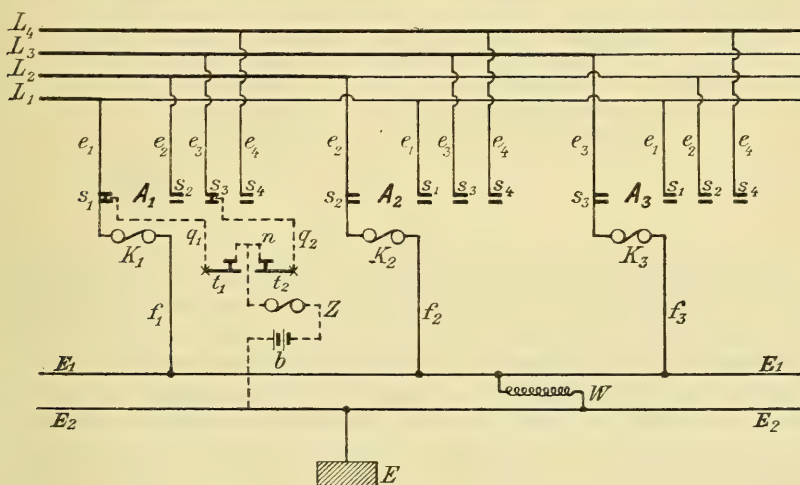 L₄
L₃
L₂
L₁
e₁ e₂ e₃ e₄ e₂ e₁ e₃ e₄ e₃ e₁ e₂ e₄
s₁ A₁ s₂ s₃ s₄ s₂ A₂ s₁ s₃ s₄ s₃ A₃ s₁ s₂ s₄
q₁ n q₂
K₁ K₂ K₃
t₁ t₂
f₁ Z f₂ f₃
b
E₁ E₁
W
E₂ E₂
E